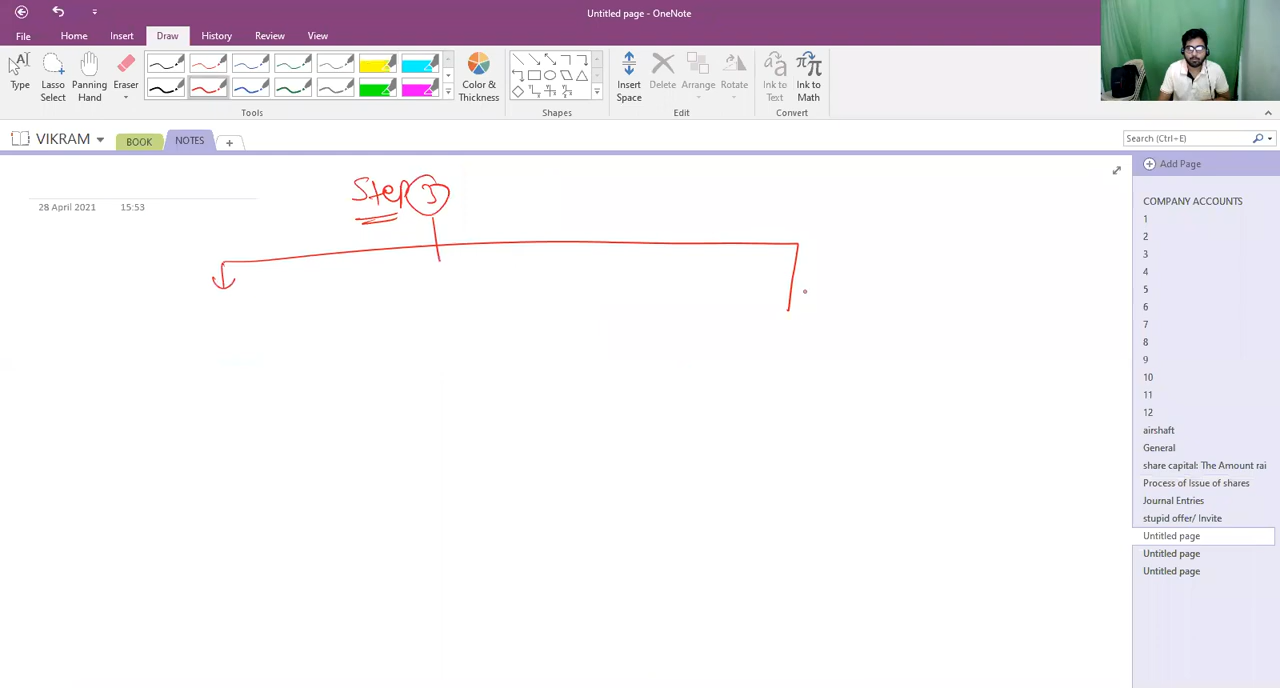 Untitled page - OneNote
File Home Insert Draw History Review View
Type
Lasso Select
Panning Hand
Eraser
Color & Thickness
Insert Space
Delete
Arrange
Rotate
Ink to Text
Ink to Math
Tools
Shapes
Edit
Convert
VIKRAM
BOOK
NOTES
Search (Ctrl+E)
Add Page
28 April 2021 15:53
Step 3
COMPANY ACCOUNTS
1
2
3
4
5
6
7
8
9
10
11
12
airshaft
General
share capital: The Amount rai
Process of Issue of shares
Journal Entries
stupid offer/ Invite
Untitled page
Untitled page
Untitled page